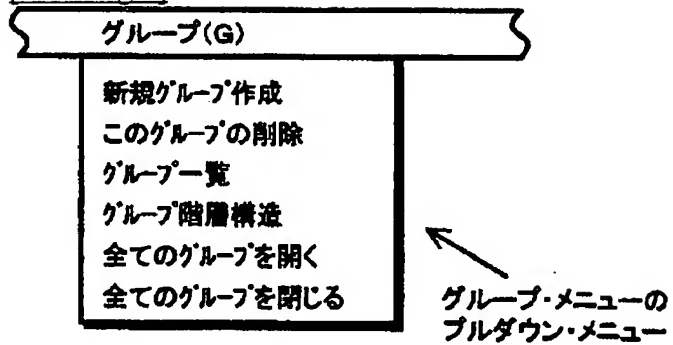 グループ(G)
新規グループ作成
このグループの削除
グループ一覧
グループ階層構造
全てのグループを開く
全てのグループを閉じる
グループ・メニューの
プルダウン・メニュー